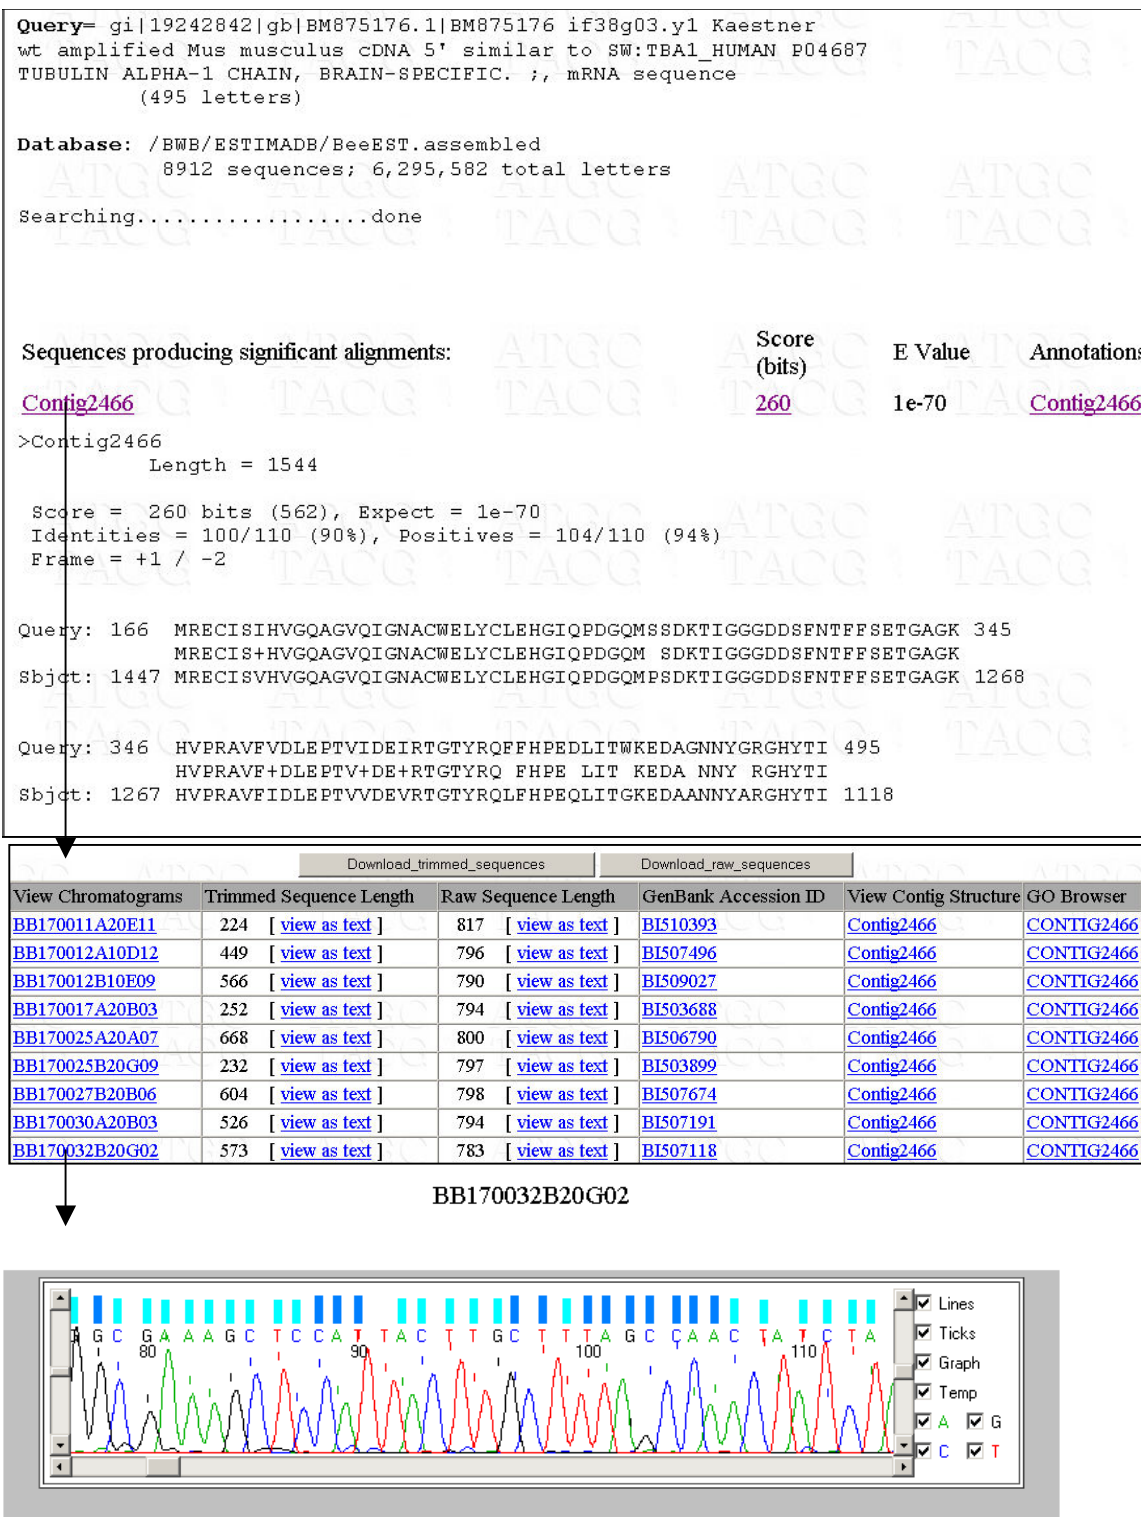 Query= gi|19242842|gb|BM875176.1|BM875176 if38g03.y1 Kaestner
wt amplified Mus musculus cDNA 5' similar to SW:TBA1_HUMAN P04687
TUBULIN ALPHA-1 CHAIN, BRAIN-SPECIFIC. ;, mRNA sequence
(495 letters)
Database: /BWB/ESTIMADB/BeeEST.assembled
8912 sequences; 6,295,582 total letters
Searching..................done
Sequences producing significant alignments: Score (bits) E Value Annotations
Contig2466 260 1e-70 Contig2466
>Contig2466
Length = 1544
Score = 260 bits (562), Expect = 1e-70
Identities = 100/110 (90%), Positives = 104/110 (94%)
Frame = +1 / -2
Query: 166 MRECISIHVGQAGVQIGNACWELYCLEHGIQPDGQMSSDKTIGGGDDSFNTFFSETGAGK 345
MRECIS+HVGQAGVQIGNACWELYCLEHGIQPDGQM SDKTIGGGDDSFNTFFSETGAGK
Sbjct: 1447 MRECISVHVGQAGVQIGNACWELYCLEHGIQPDGQMPSDKTIGGGDDSFNTFFSETGAGK 1268
Query: 346 HVPRAVFVDLEPTVIDEIRTGTYRQFFHPEDLITWKEDAGNNYGRGHYTI 495
HVPRAVF+DLEPTV+DE+RTGTYRQ FHPE LIT KEDA NNY RGHYTI
Sbjct: 1267 HVPRAVFIDLEPTVVDEVRTGTYRQLFHPEQLITGKEDAANNYARGHYTI 1118
Download_trimmed_sequences Download_raw_sequences
View Chromatograms Trimmed Sequence Length Raw Sequence Length GenBank Accession ID View Contig Structure GO Browser
BB170011A20E11 224 [ view as text ] 817 [ view as text ] BI510393 Contig2466 CONTIG2466
BB170012A10D12 449 [ view as text ] 796 [ view as text ] BI507496 Contig2466 CONTIG2466
BB170012B10E09 566 [ view as text ] 790 [ view as text ] BI509027 Contig2466 CONTIG2466
BB170017A20B03 252 [ view as text ] 794 [ view as text ] BI503688 Contig2466 CONTIG2466
BB170025A20A07 668 [ view as text ] 800 [ view as text ] BI506790 Contig2466 CONTIG2466
BB170025B20G09 232 [ view as text ] 797 [ view as text ] BI503899 Contig2466 CONTIG2466
BB170027B20B06 604 [ view as text ] 798 [ view as text ] BI507674 Contig2466 CONTIG2466
BB170030A20B03 526 [ view as text ] 794 [ view as text ] BI507191 Contig2466 CONTIG2466
BB170032B20G02 573 [ view as text ] 783 [ view as text ] BI507118 Contig2466 CONTIG2466
BB170032B20G02
G C G A A A G C T C C A T T A C T T G C T T T A G C C A A C T A T C T A
80 90 100 110
Lines
Ticks
Graph
Temp
A G
C T